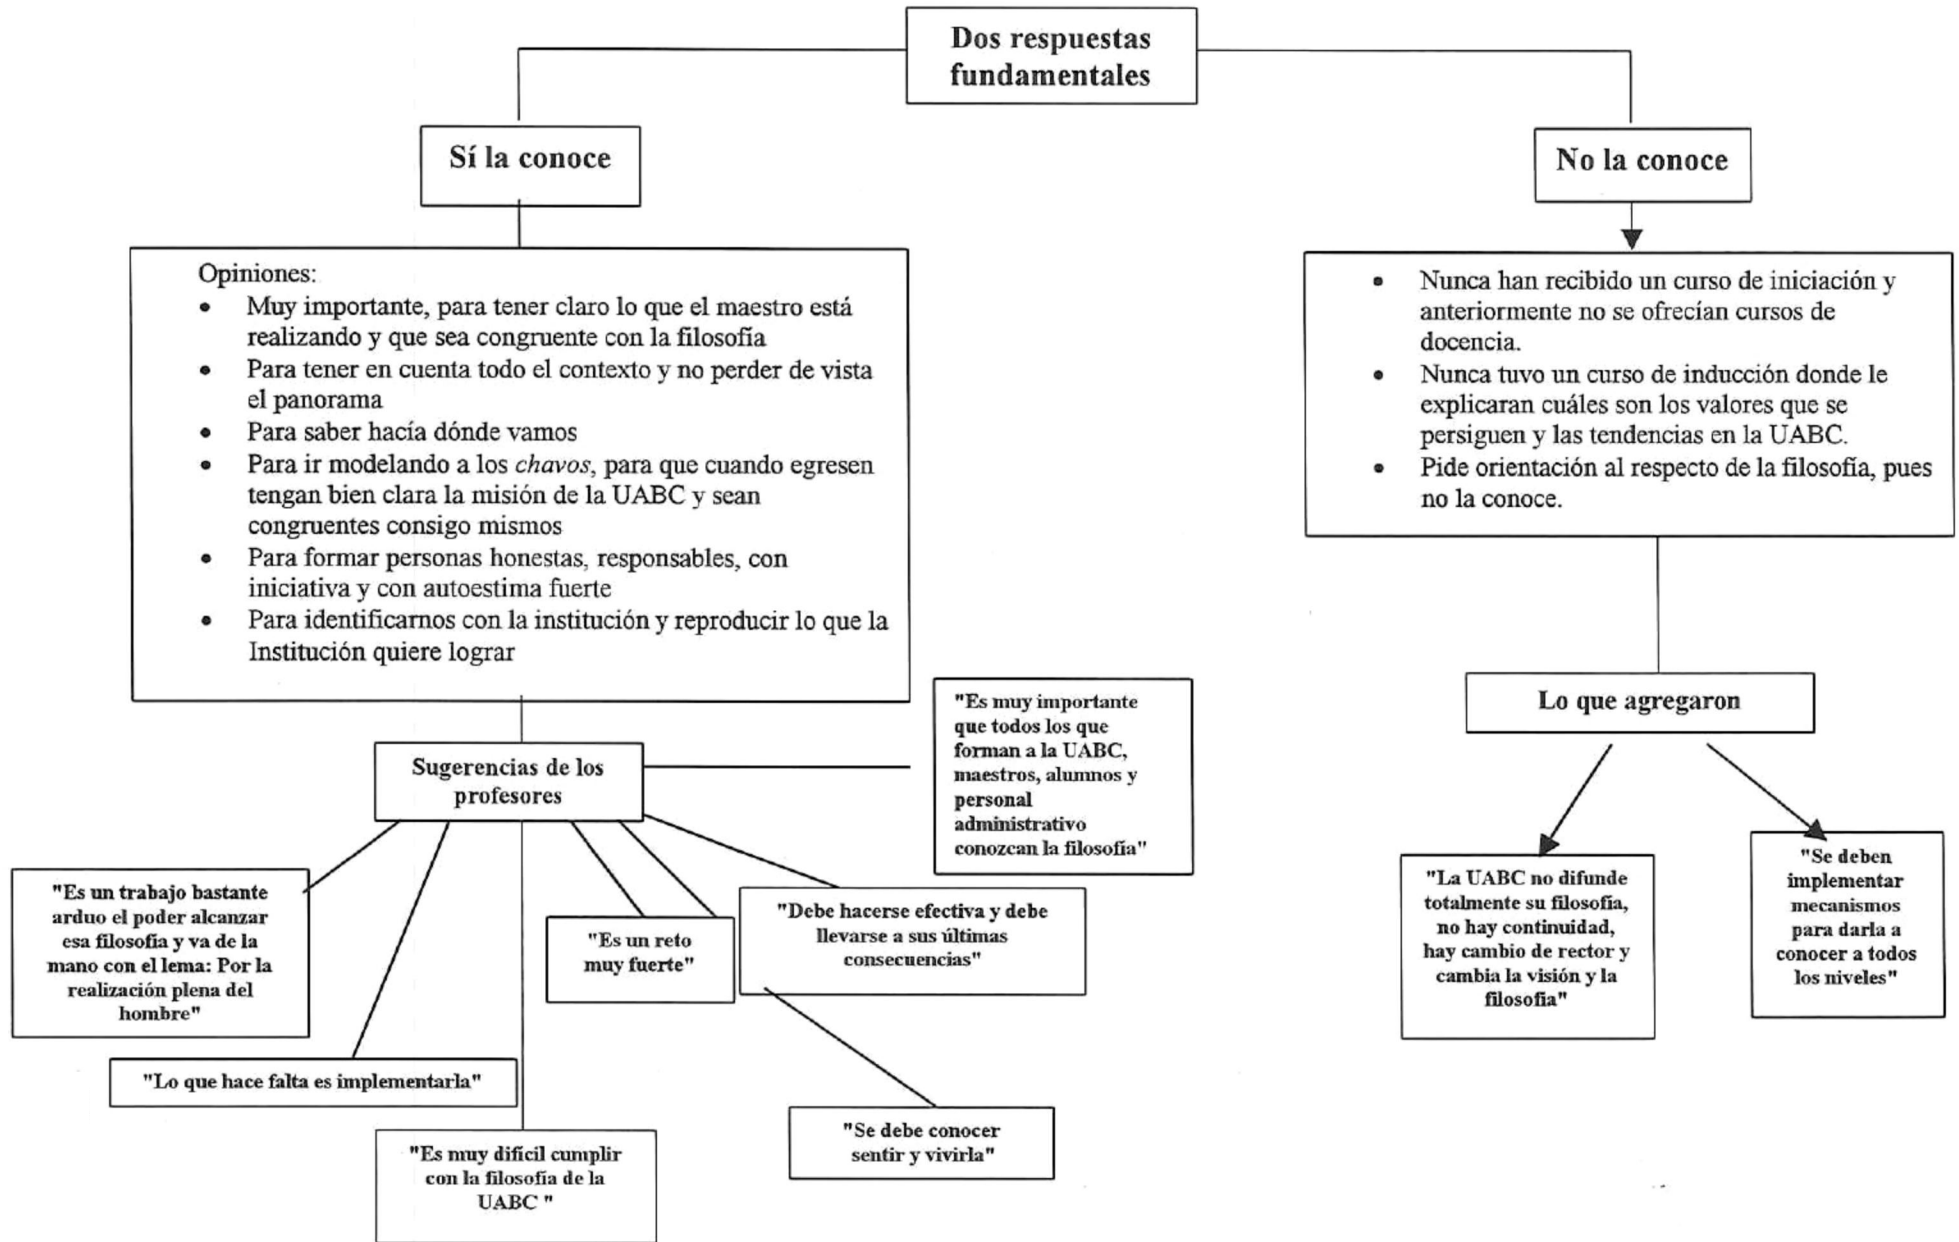 Dos respuestas
fundamentales
Sí la conoce
No la conoce
Opiniones:
• Muy importante, para tener claro lo que el maestro está
realizando y que sea congruente con la filosofía
• Para tener en cuenta todo el contexto y no perder de vista
el panorama
• Para saber hacía dónde vamos
• Para ir modelando a los chavos, para que cuando egresen
tengan bien clara la misión de la UABC y sean
congruentes consigo mismos
• Para formar personas honestas, responsables, con
iniciativa y con autoestima fuerte
• Para identificarnos con la institución y reproducir lo que la
Institución quiere lograr
• Nunca han recibido un curso de iniciación y
anteriormente no se ofrecían cursos de
docencia.
• Nunca tuvo un curso de inducción donde le
explicaran cuáles son los valores que se
persiguen y las tendencias en la UABC.
• Pide orientación al respecto de la filosofía, pues
no la conoce.
Sugerencias de los
profesores
"Es muy importante
que todos los que
forman a la UABC,
maestros, alumnos y
personal
administrativo
conozcan la filosofía"
Lo que agregaron
"Es un trabajo bastante
arduo el poder alcanzar
esa filosofía y va de la
mano con el lema: Por la
realización plena del
hombre"
"Es un reto
muy fuerte"
"Debe hacerse efectiva y debe
llevarse a sus últimas
consecuencias"
"La UABC no difunde
totalmente su filosofía,
no hay continuidad,
hay cambio de rector y
cambia la visión y la
filosofía"
"Se deben
implementar
mecanismos
para darla a
conocer a todos
los niveles"
"Lo que hace falta es implementarla"
"Es muy difícil cumplir
con la filosofía de la
UABC "
"Se debe conocer
sentir y vivirla"